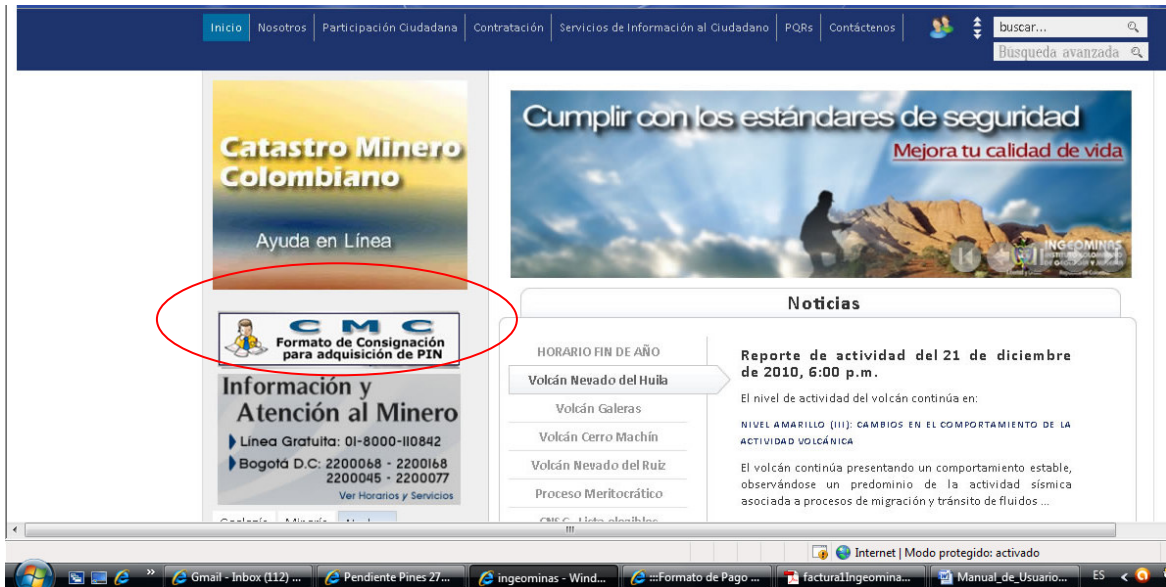 Inicio
Nosotros
Participación Ciudadana
Contratación
Servicios de Información al Ciudadano
PQRs
Contáctenos
buscar...
Búsqueda avanzada
Catastro Minero
Colombiano
Ayuda en Línea
Cumplir con los estándares de seguridad
Mejora tu calidad de vida
INGEOMINAS
CMC
Formato de Consignación
para adquisición de PIN
Información y
Atención al Minero
Línea Gratuita: 01-8000-110842
Bogotá D.C: 2200068 - 2200168
2200045 - 2200077
Ver Horarios y Servicios
Noticias
HORARIO FIN DE AÑO
Volcán Nevado del Huila
Volcán Galeras
Volcán Cerro Machín
Volcán Nevado del Ruiz
Proceso Meritocrático
Reporte de actividad del 21 de diciembre
de 2010, 6:00 p.m.
El nivel de actividad del volcán continúa en:
NIVEL AMARILLO (III): CAMBIOS EN EL COMPORTAMIENTO DE LA
ACTIVIDAD VOLCÁNICA
El volcán continúa presentando un comportamiento estable,
observándose un predominio de la actividad sísmica
asociada a procesos de migración y tránsito de fluidos ...
Internet | Modo protegido: activado
Gmail - Inbox (112) ...
Pendiente Pines 27...
ingeominas - Wind...
:::Formato de Pago ...
factura1Ingeomina...
Manual_de_Usuario...
ES